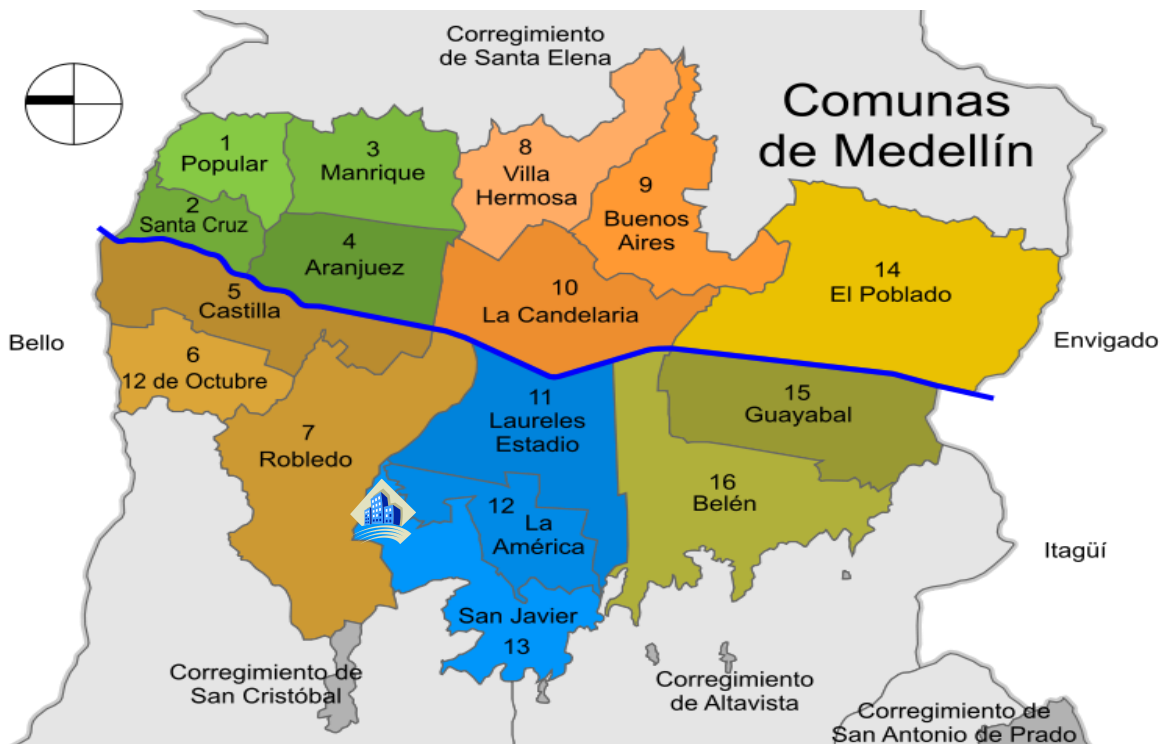 Corregimiento
de Santa Elena
Comunas
de Medellín
1
Popular
3
Manrique
8
Villa
Hermosa
9
Buenos
Aires
2
Santa Cruz
4
Aranjuez
14
El Poblado
10
La Candelaria
5
Castilla
Bello
Envigado
6
12 de Octubre
11
Laureles
Estadio
15
Guayabal
7
Robledo
16
Belén
12
La
América
Itagüí
San Javier
13
Corregimiento de
San Cristóbal
Corregimiento
de Altavista
Corregimiento de
San Antonio de Prado